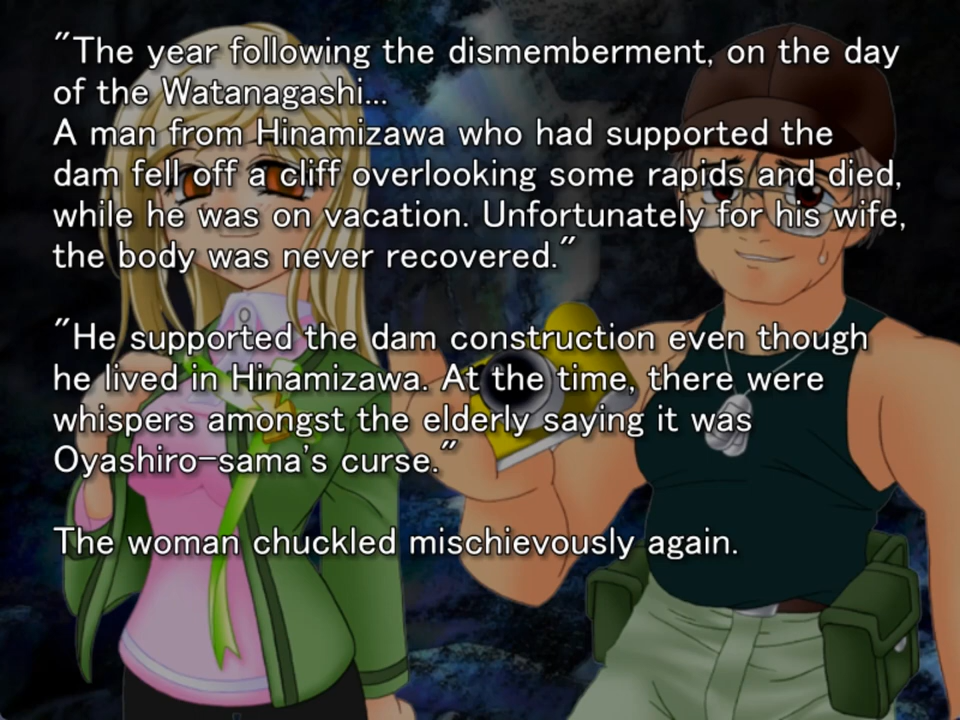 "The year following the dismemberment, on the day
of the Watanagashi...
A man from Hinamizawa who had supported the
dam fell off a cliff overlooking some rapids and died,
while he was on vacation. Unfortunately for his wife,
the body was never recovered."
"He supported the dam construction even though
he lived in Hinamizawa. At the time, there were
whispers amongst the elderly saying it was
Oyashiro-sama's curse."
The woman chuckled mischievously again.